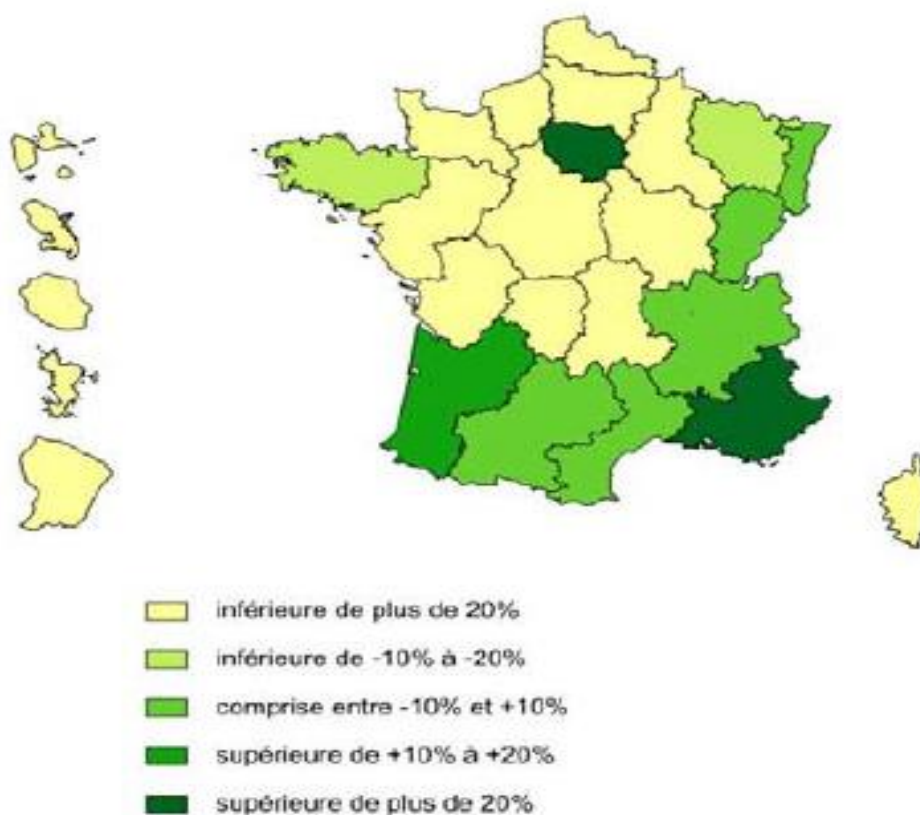 inférieure de plus de 20%
inférieure de -10% à -20%
comprise entre -10% et +10%
supérieure de +10% à +20%
supérieure de plus de 20%